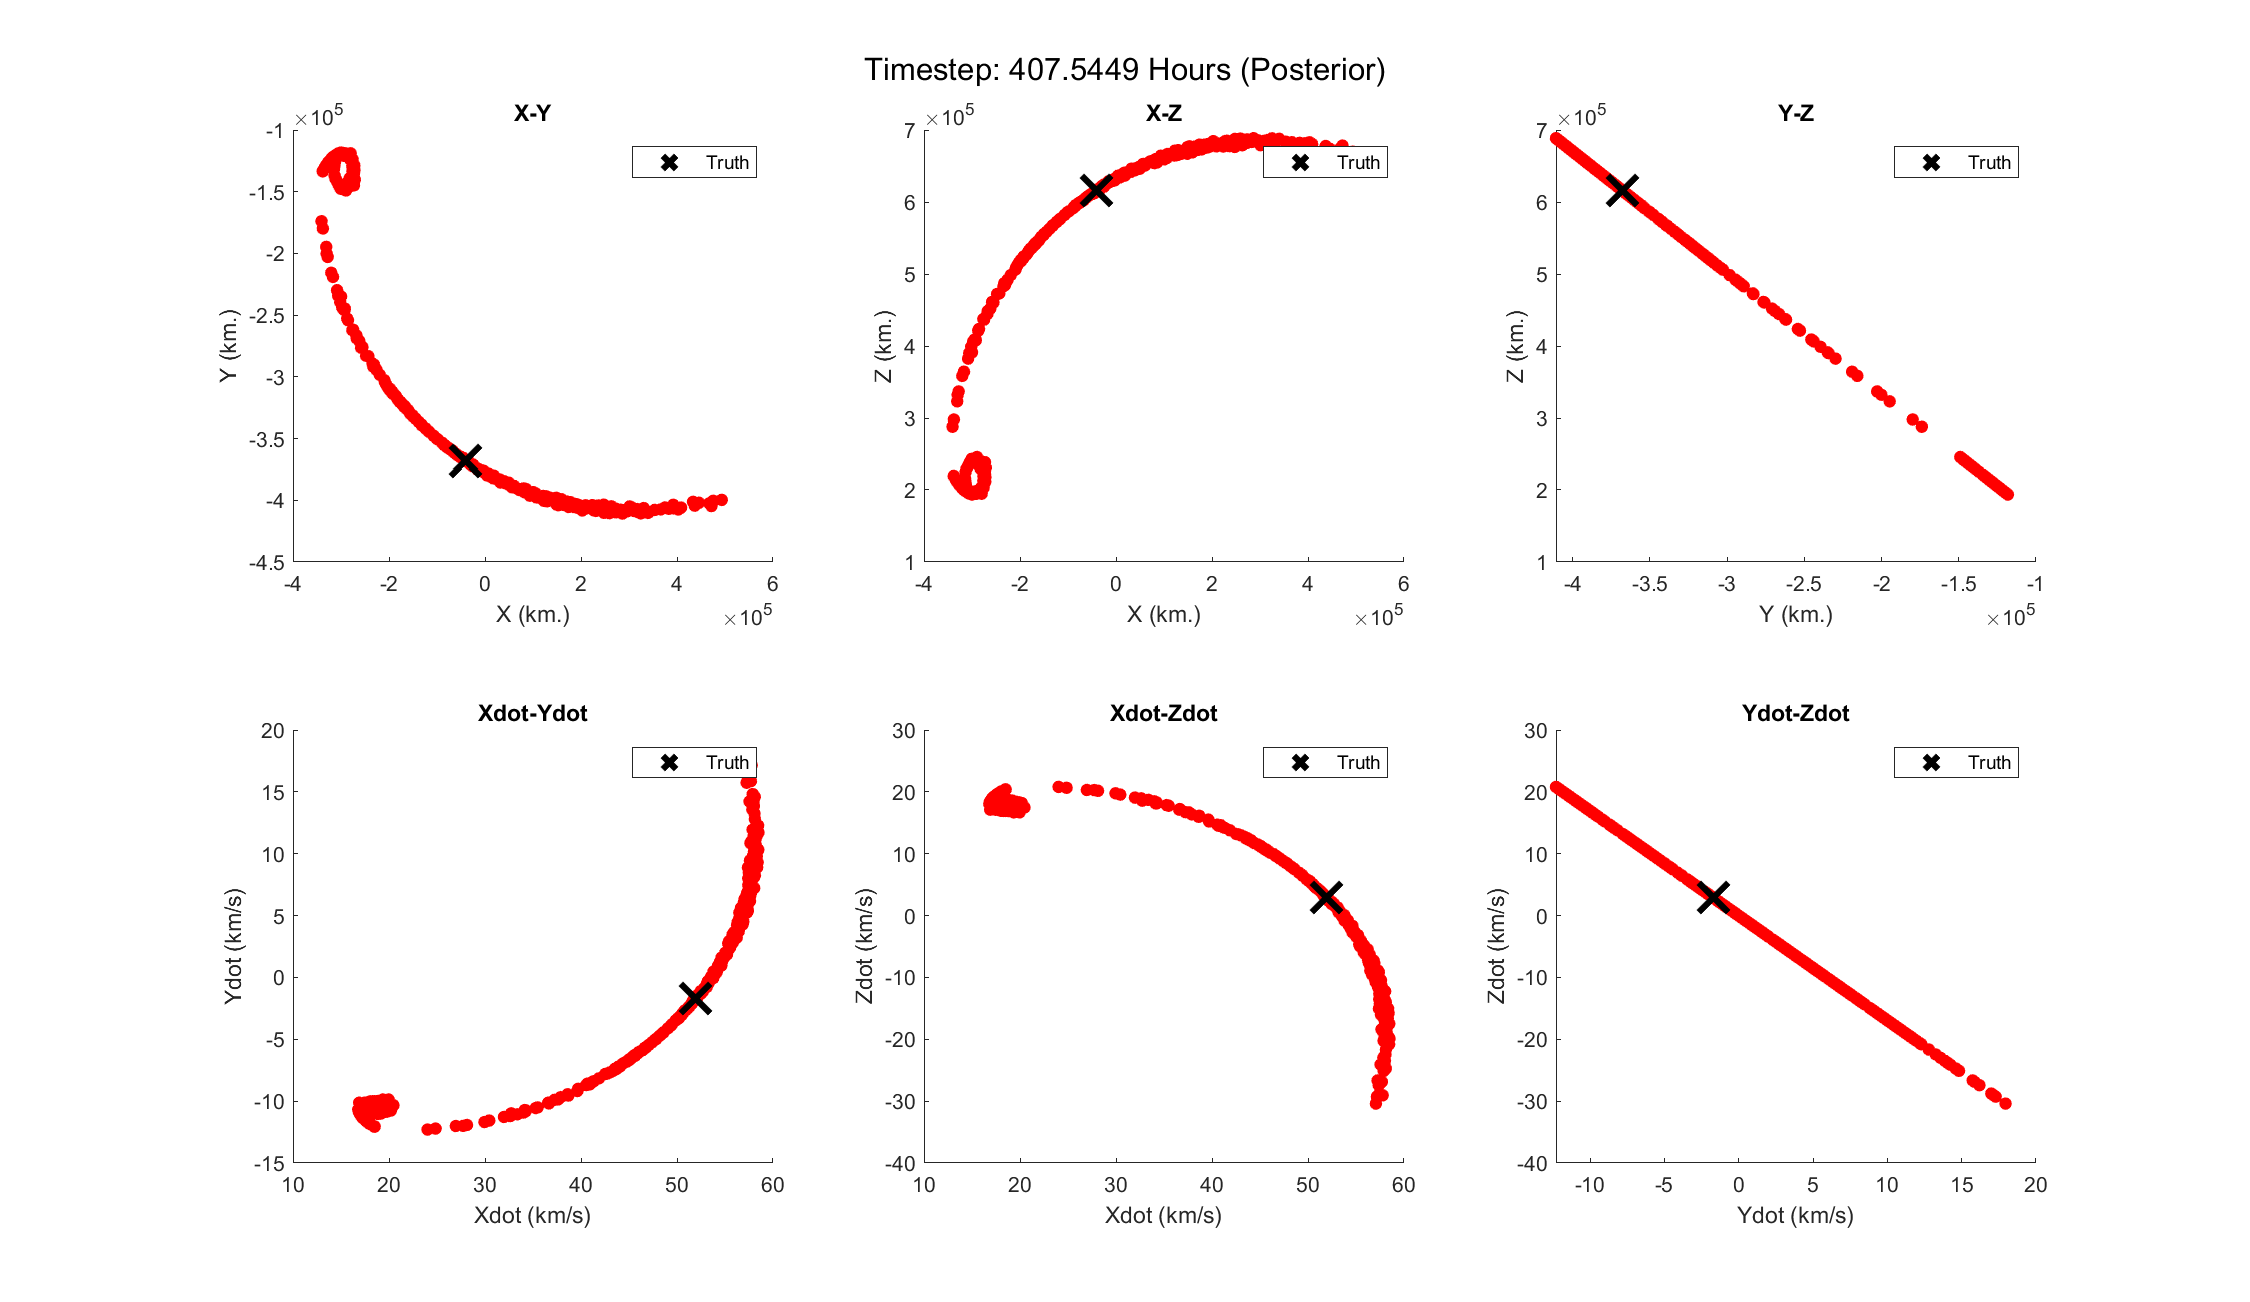 Timestep: 407.5449 Hours (Posterior)
X-Y
×10^5
-1
-1.5
-2
-2.5
-3
-3.5
-4
-4.5
Y (km.)
Truth
-4 -2 0 2 4 6
X (km.)
×10^5
X-Z
×10^5
7
6
5
4
3
2
1
Z (km.)
Truth
-4 -2 0 2 4 6
X (km.)
×10^5
Y-Z
×10^5
7
6
5
4
3
2
1
Z (km.)
Truth
-4 -3.5 -3 -2.5 -2 -1.5 -1
Y (km.)
×10^5
Xdot-Ydot
20
15
10
5
0
-5
-10
-15
Ydot (km/s)
Truth
10 20 30 40 50 60
Xdot (km/s)
Xdot-Zdot
30
20
10
0
-10
-20
-30
-40
Zdot (km/s)
Truth
10 20 30 40 50 60
Xdot (km/s)
Ydot-Zdot
30
20
10
0
-10
-20
-30
-40
Zdot (km/s)
Truth
-10 -5 0 5 10 15 20
Ydot (km/s)